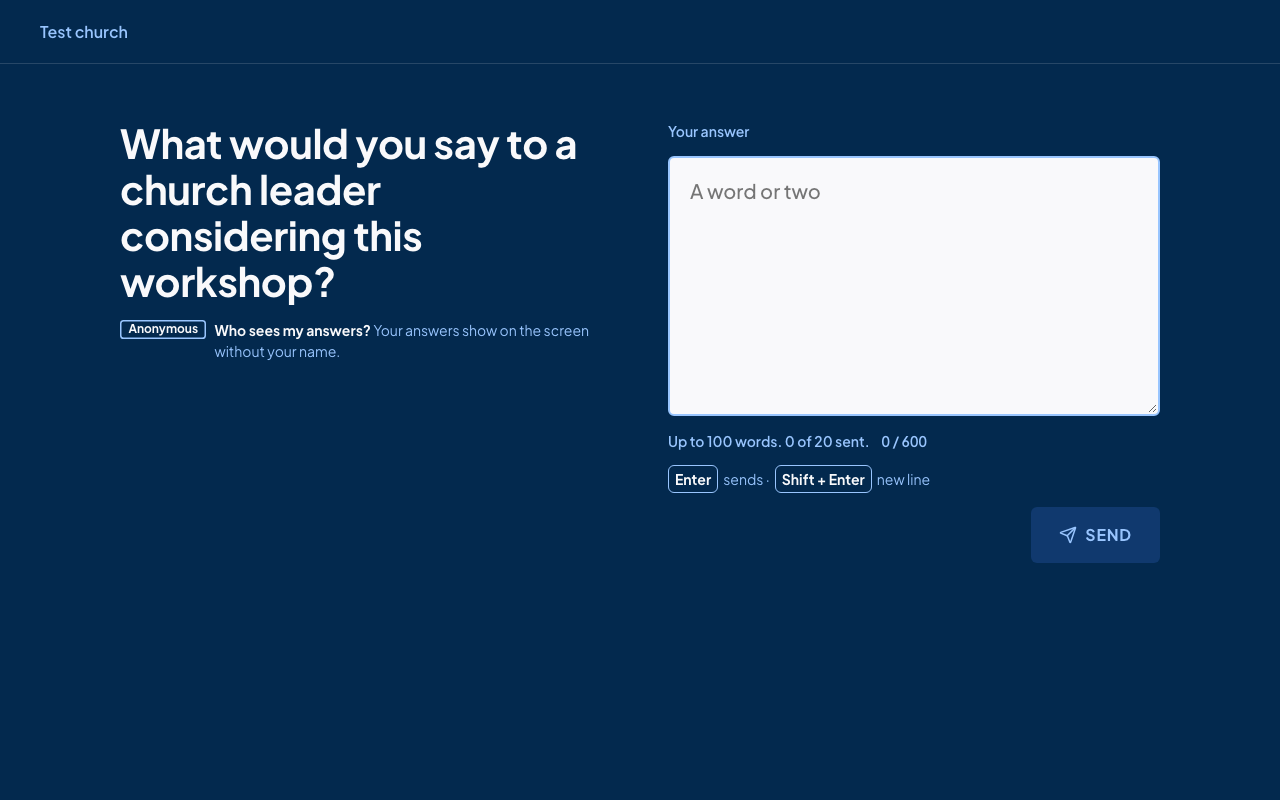 Test church
What would you say to a
church leader
considering this
workshop?
Anonymous Who sees my answers? Your answers show on the screen
without your name.
Your answer
A word or two
Up to 100 words. 0 of 20 sent. 0 / 600
Enter sends · Shift + Enter new line
SEND